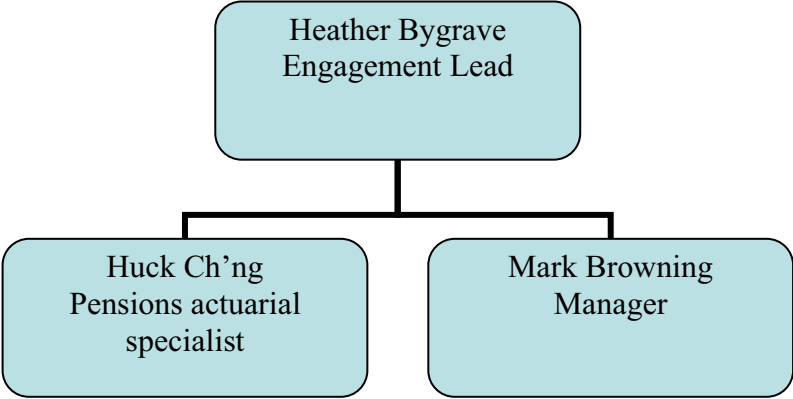 Heather Bygrave
Engagement Lead
Huck Ch’ng
Pensions actuarial
specialist
Mark Browning
Manager